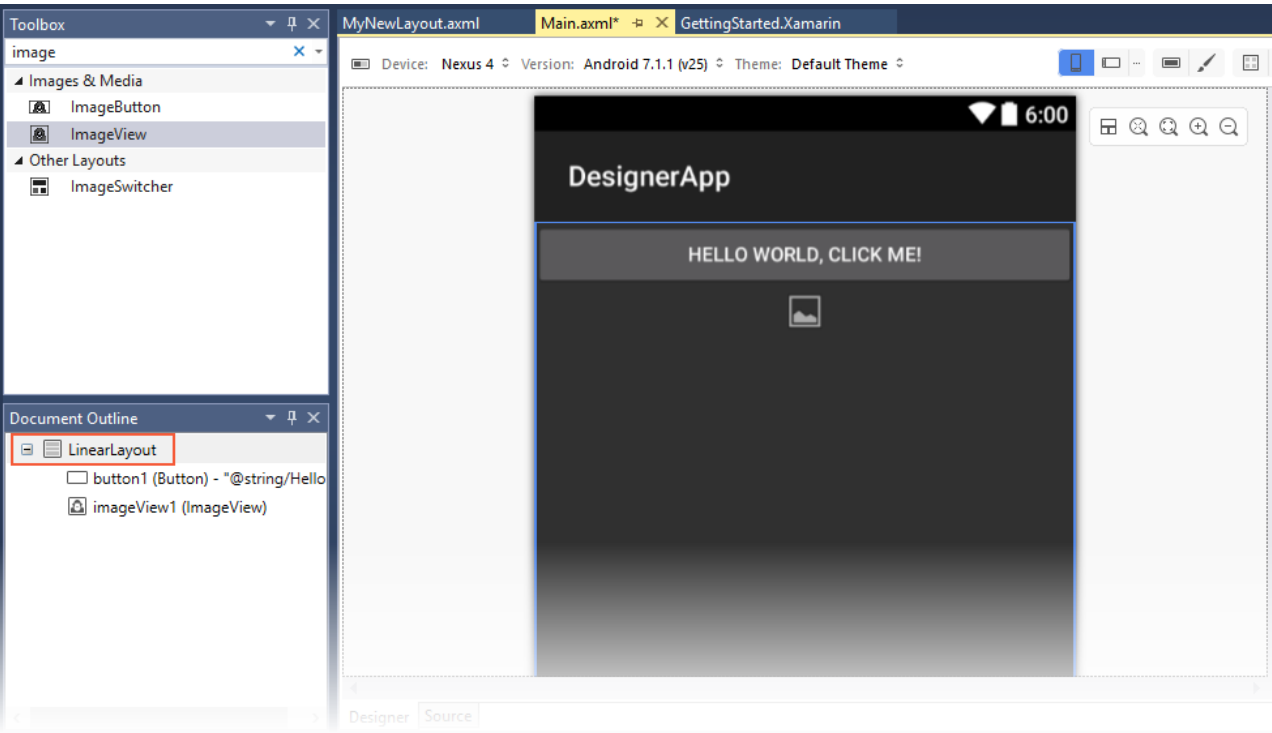 Toolbox
image
Images & Media
ImageButton
ImageView
Other Layouts
ImageSwitcher
Document Outline
LinearLayout
button1 (Button) - "@string/Hello
imageView1 (ImageView)
MyNewLayout.axml Main.axml* GettingStarted.Xamarin
Device: Nexus 4 Version: Android 7.1.1 (v25) Theme: Default Theme
...
6:00
DesignerApp
HELLO WORLD, CLICK ME!
Designer Source